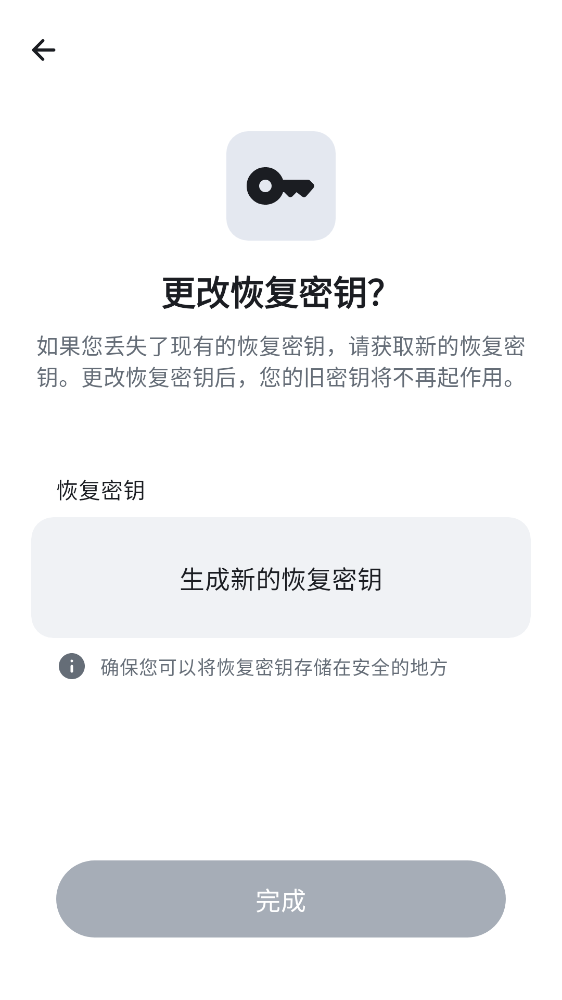 更改恢复密钥？
如果您丢失了现有的恢复密钥，请获取新的恢复密
钥。更改恢复密钥后，您的旧密钥将不再起作用。
恢复密钥
生成新的恢复密钥
确保您可以将恢复密钥存储在安全的地方
完成